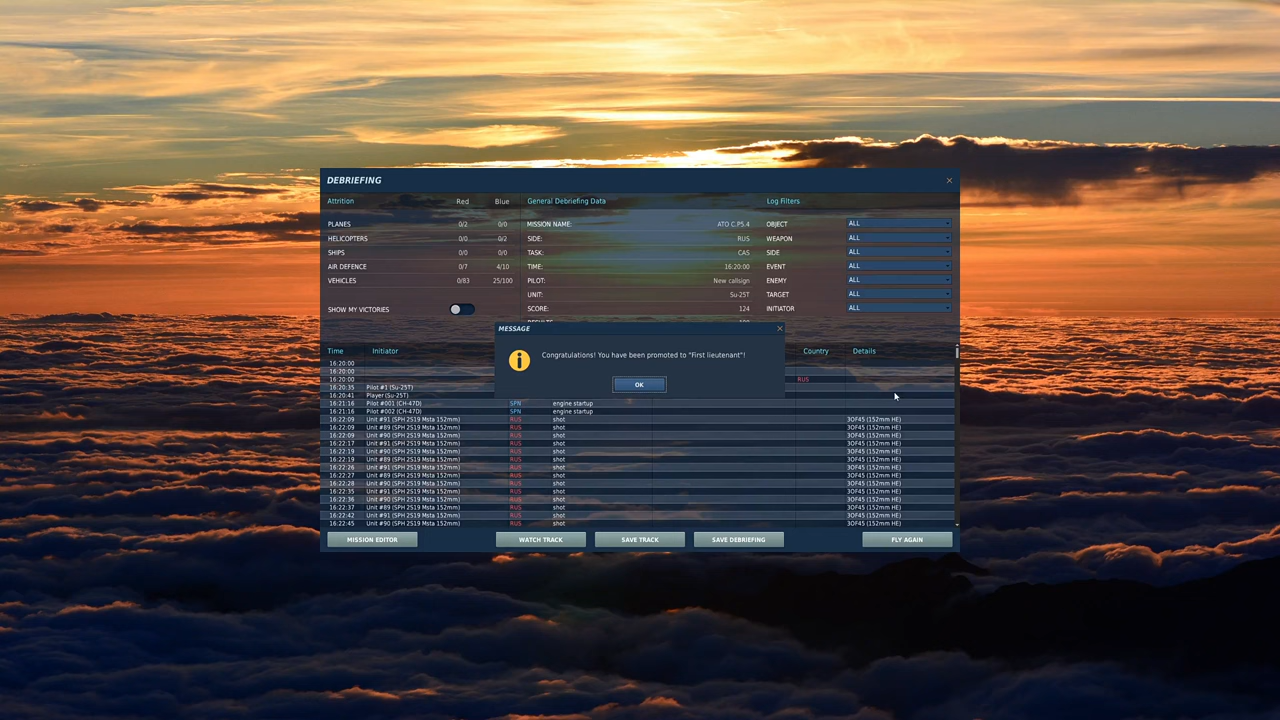 DEBRIEFING
Attrition Red Blue General Debriefing Data Log Filters
PLANES 0/2 0/0 MISSION NAME: ATO C.P5.4 OBJECT ALL
HELICOPTERS 0/0 0/2 SIDE: RUS WEAPON ALL
SHIPS 0/0 0/0 TASK: CAS SIDE ALL
AIR DEFENCE 0/7 4/10 TIME: 16:20:00 EVENT ALL
VEHICLES 0/83 25/100 PILOT: New callsign ENEMY ALL
UNIT: Su-25T TARGET ALL
SHOW MY VICTORIES SCORE: 124 INITIATOR ALL
MESSAGE
Congratulations! You have been promoted to "First lieutenant"!
OK
Time Initiator Country Details
16:20:00
16:20:00
16:20:00 RUS
16:20:35 Pilot #1 (Su-25T)
16:20:41 Player (Su-25T)
16:21:16 Pilot #001 (CH-47D) SPN engine startup
16:21:16 Pilot #002 (CH-47D) SPN engine startup
16:22:09 Unit #91 (SPH 2S19 Msta 152mm) RUS shot 3OF45 (152mm HE)
16:22:09 Unit #89 (SPH 2S19 Msta 152mm) RUS shot 3OF45 (152mm HE)
16:22:09 Unit #90 (SPH 2S19 Msta 152mm) RUS shot 3OF45 (152mm HE)
16:22:17 Unit #91 (SPH 2S19 Msta 152mm) RUS shot 3OF45 (152mm HE)
16:22:19 Unit #90 (SPH 2S19 Msta 152mm) RUS shot 3OF45 (152mm HE)
16:22:19 Unit #89 (SPH 2S19 Msta 152mm) RUS shot 3OF45 (152mm HE)
16:22:26 Unit #91 (SPH 2S19 Msta 152mm) RUS shot 3OF45 (152mm HE)
16:22:27 Unit #89 (SPH 2S19 Msta 152mm) RUS shot 3OF45 (152mm HE)
16:22:28 Unit #90 (SPH 2S19 Msta 152mm) RUS shot 3OF45 (152mm HE)
16:22:35 Unit #91 (SPH 2S19 Msta 152mm) RUS shot 3OF45 (152mm HE)
16:22:36 Unit #90 (SPH 2S19 Msta 152mm) RUS shot 3OF45 (152mm HE)
16:22:37 Unit #89 (SPH 2S19 Msta 152mm) RUS shot 3OF45 (152mm HE)
16:22:42 Unit #91 (SPH 2S19 Msta 152mm) RUS shot 3OF45 (152mm HE)
16:22:45 Unit #90 (SPH 2S19 Msta 152mm) RUS shot 3OF45 (152mm HE)
MISSION EDITOR WATCH TRACK SAVE TRACK SAVE DEBRIEFING FLY AGAIN